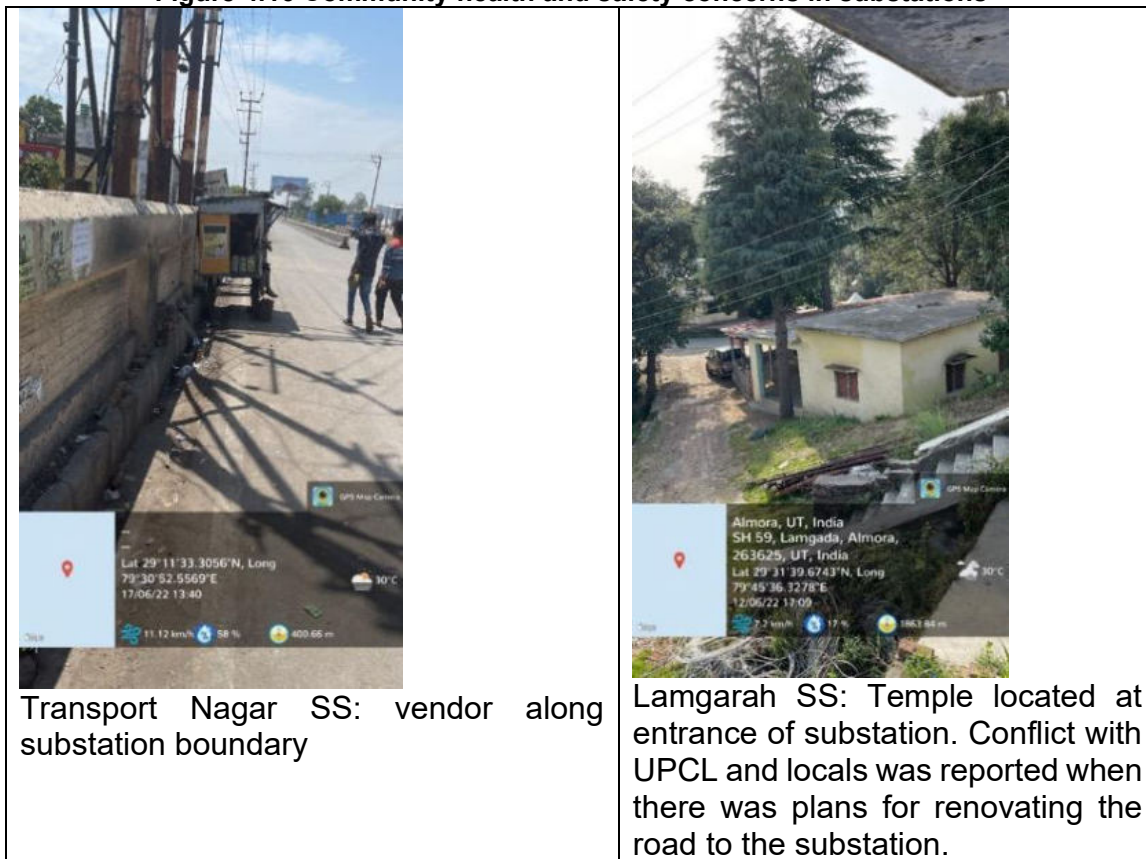 Figure 4.16 Community health and safety concerns in substations
GPS Map Camera
Lat 29°11'33.3056"N, Long
79°30'52.5569"E
17/06/22 13:40
30°C
11.12 km/h
58 %
400.66 m
Transport Nagar SS: vendor along
substation boundary
GPS Map Camera
Almora, UT, India
SH 59, Lamgada, Almora,
263625, UT, India
Lat 29°31'39.6743"N, Long
79°45'36.3278"E
12/06/22 17:09
30°C
7.2 km/h
17 %
1863.84 m
Lamgarah SS: Temple located at
entrance of substation. Conflict with
UPCL and locals was reported when
there was plans for renovating the
road to the substation.